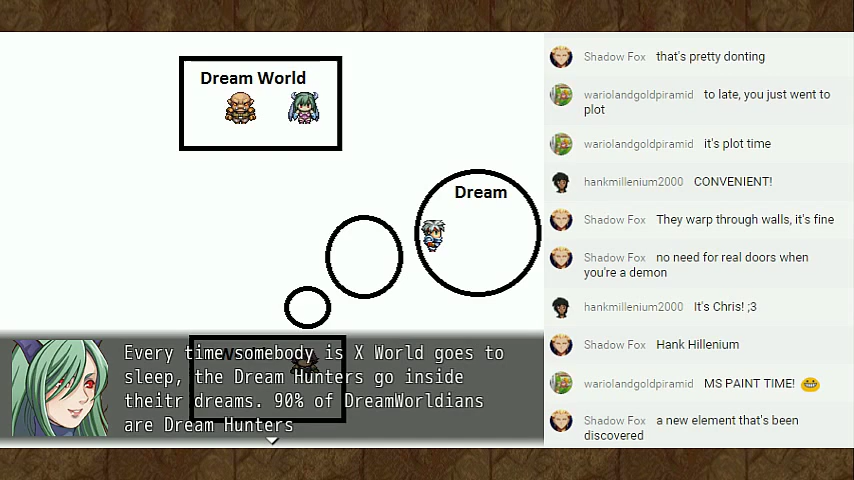 Dream World
Dream
Every time somebody is X World goes to
sleep, the Dream Hunters go inside
theitr dreams. 90% of DreamWorldians
are Dream Hunters
Shadow Fox that's pretty donting
wariolandgoldpiramid to late, you just went to
plot
wariolandgoldpiramid it's plot time
hankmillenium2000 CONVENIENT!
Shadow Fox They warp through walls, it's fine
Shadow Fox no need for real doors when
you're a demon
hankmillenium2000 It's Chris! ;3
Shadow Fox Hank Hillenium
wariolandgoldpiramid MS PAINT TIME! 😁
Shadow Fox a new element that's been
discovered